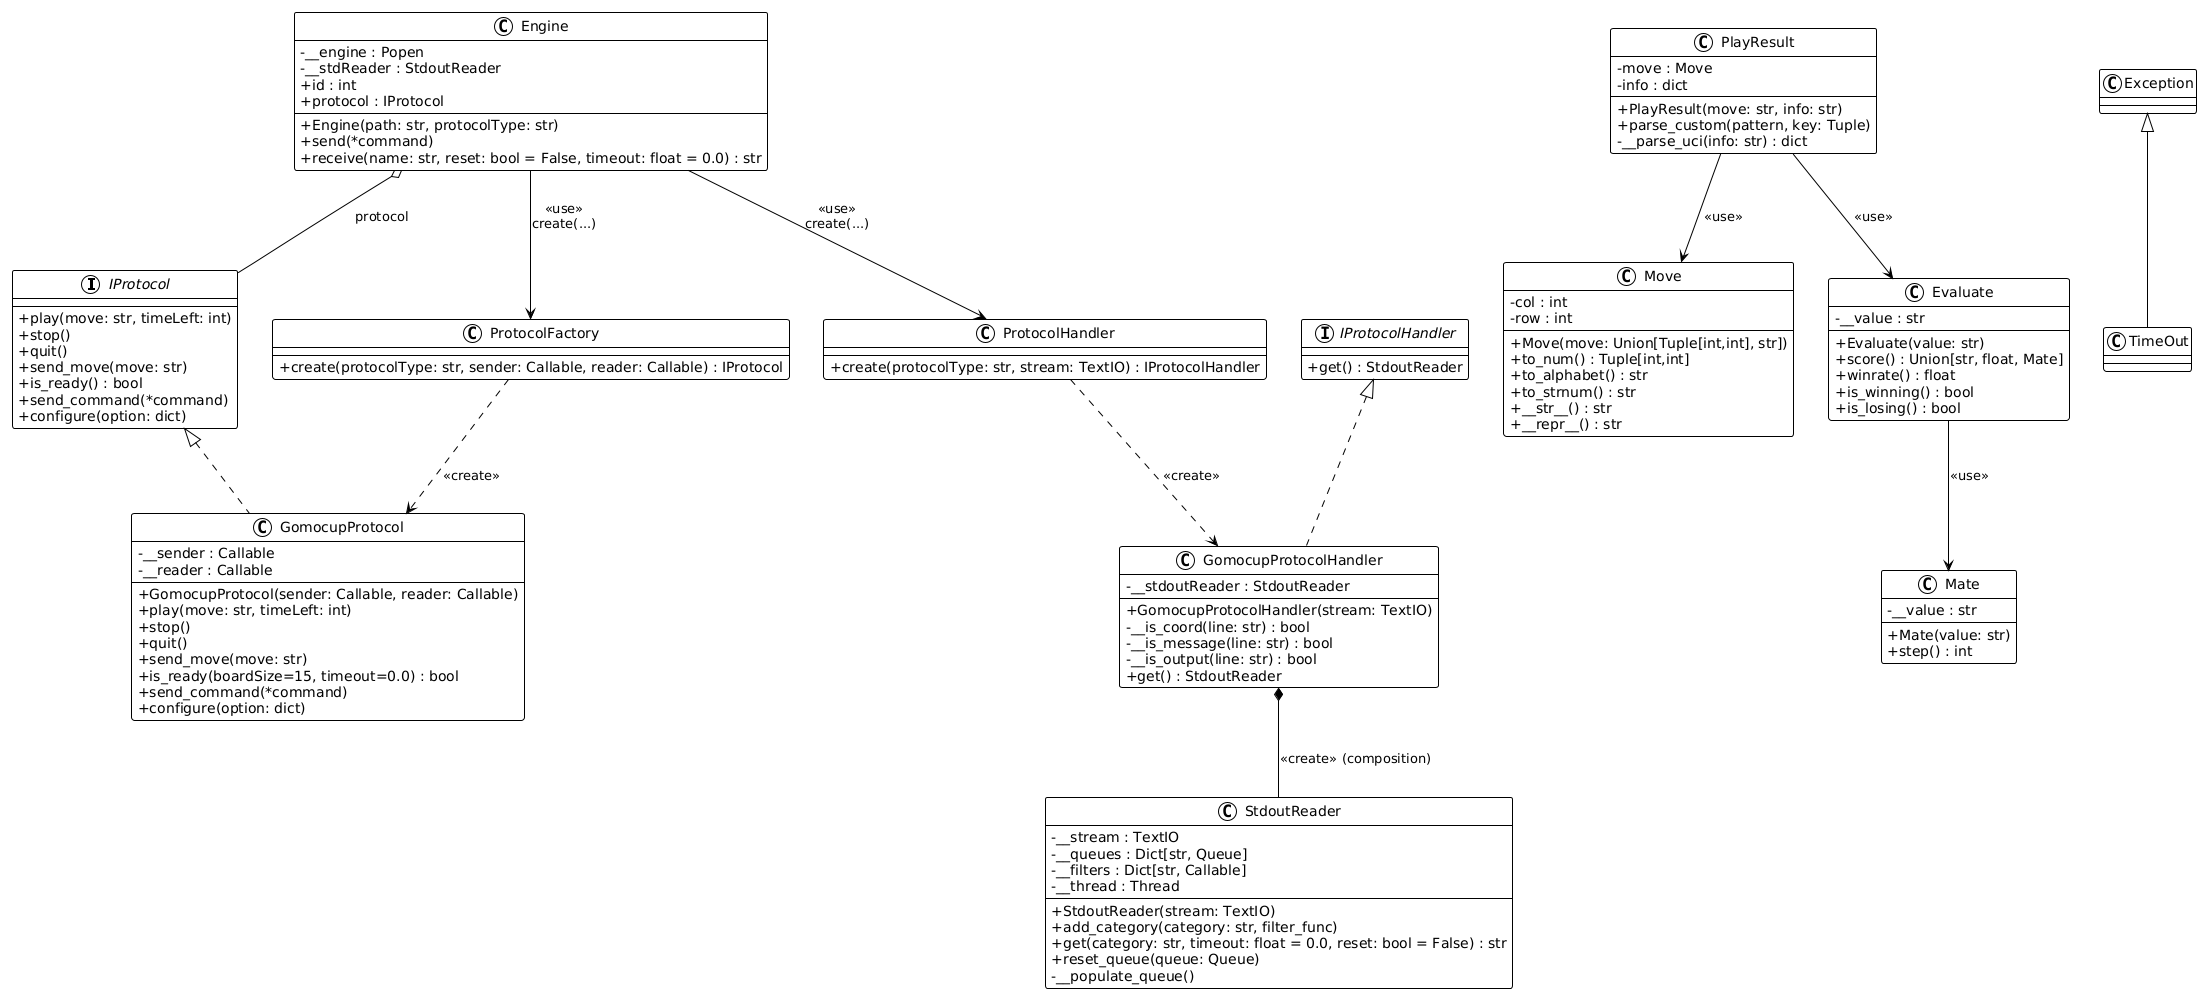 C Engine
-__engine : Popen
-__stdReader : StdoutReader
+id : int
+protocol : IProtocol
+Engine(path: str, protocolType: str)
+send(*command)
+receive(name: str, reset: bool = False, timeout: float = 0.0) : str
C PlayResult
-move : Move
-info : dict
+PlayResult(move: str, info: str)
+parse_custom(pattern, key: Tuple)
-__parse_uci(info: str) : dict
C Exception
protocol
«use»
create(...)
«use»
create(...)
«use»
«use»
I IProtocol
+play(move: str, timeLeft: int)
+stop()
+quit()
+send_move(move: str)
+is_ready() : bool
+send_command(*command)
+configure(option: dict)
C ProtocolFactory
+create(protocolType: str, sender: Callable, reader: Callable) : IProtocol
C ProtocolHandler
+create(protocolType: str, stream: TextIO) : IProtocolHandler
I IProtocolHandler
+get() : StdoutReader
C Move
-col : int
-row : int
+Move(move: Union[Tuple[int,int], str])
+to_num() : Tuple[int,int]
+to_alphabet() : str
+to_strnum() : str
+__str__() : str
+__repr__() : str
C Evaluate
-__value : str
+Evaluate(value: str)
+score() : Union[str, float, Mate]
+winrate() : float
+is_winning() : bool
+is_losing() : bool
C TimeOut
«create»
«create»
«use»
C GomocupProtocol
-__sender : Callable
-__reader : Callable
+GomocupProtocol(sender: Callable, reader: Callable)
+play(move: str, timeLeft: int)
+stop()
+quit()
+send_move(move: str)
+is_ready(boardSize=15, timeout=0.0) : bool
+send_command(*command)
+configure(option: dict)
C GomocupProtocolHandler
-__stdoutReader : StdoutReader
+GomocupProtocolHandler(stream: TextIO)
-__is_coord(line: str) : bool
-__is_message(line: str) : bool
-__is_output(line: str) : bool
+get() : StdoutReader
C Mate
-__value : str
+Mate(value: str)
+step() : int
«create» (composition)
C StdoutReader
-__stream : TextIO
-__queues : Dict[str, Queue]
-__filters : Dict[str, Callable]
-__thread : Thread
+StdoutReader(stream: TextIO)
+add_category(category: str, filter_func)
+get(category: str, timeout: float = 0.0, reset: bool = False) : str
+reset_queue(queue: Queue)
-__populate_queue()